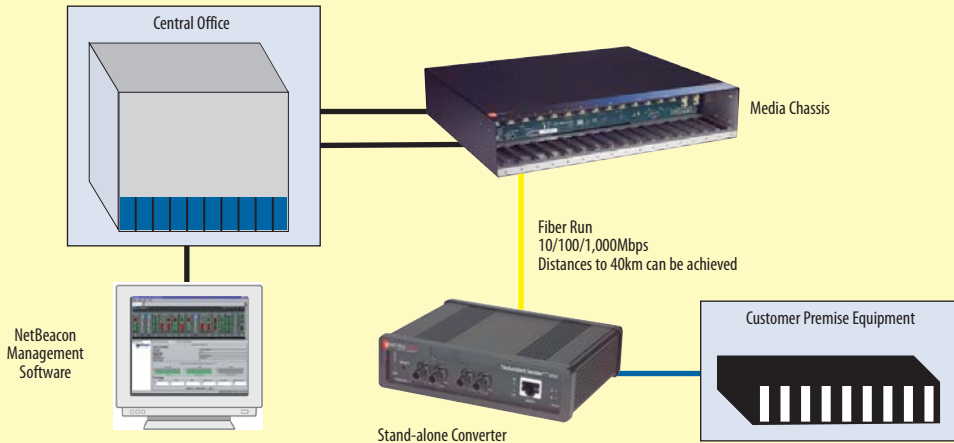 Central Office
Media Chassis
Fiber Run
10/100/1,000Mbps
Distances to 40km can be achieved
NetBeacon
Management
Software
Customer Premise Equipment
Stand-alone Converter